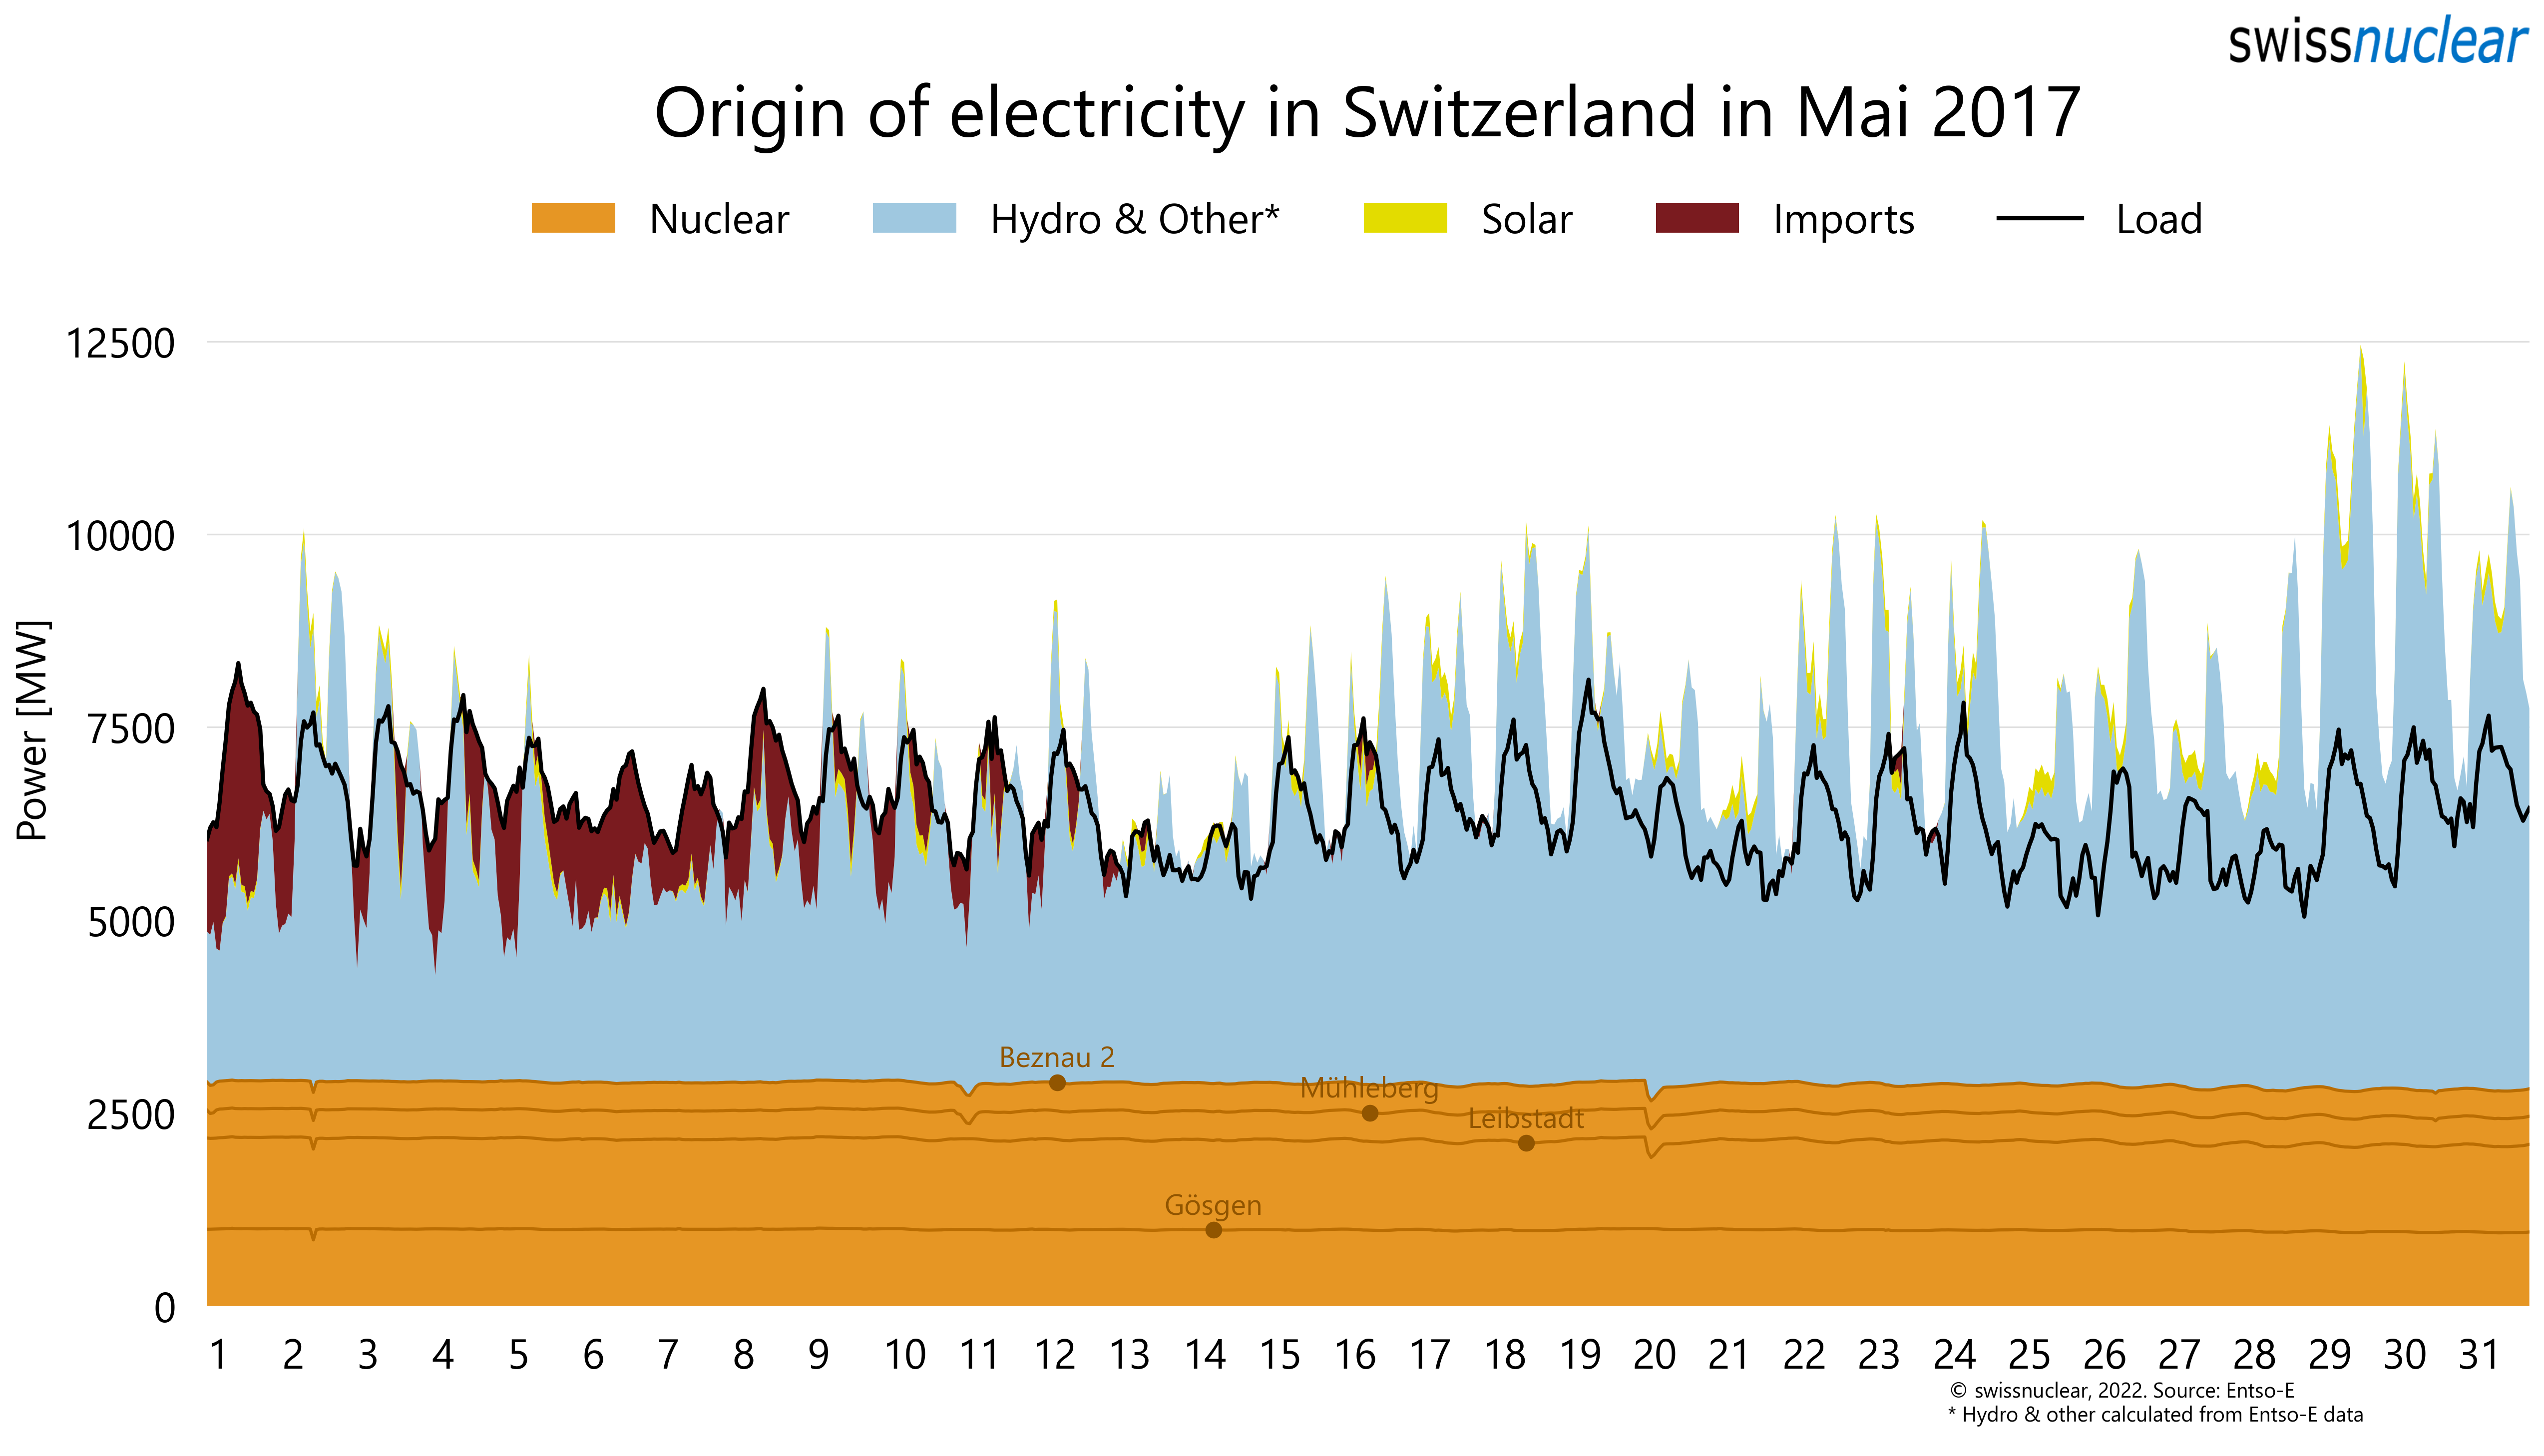 swissnuclear
Origin of electricity in Switzerland in Mai 2017
Nuclear Hydro & Other* Solar Imports Load
12500
10000
7500
5000
2500
0
Power [MW]
Beznau 2
Mühleberg
Leibstadt
Gösgen
1 2 3 4 5 6 7 8 9 10 11 12 13 14 15 16 17 18 19 20 21 22 23 24 25 26 27 28 29 30 31
© swissnuclear, 2022. Source: Entso-E
* Hydro & other calculated from Entso-E data